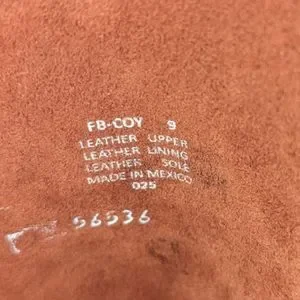 FB-COY 9
LEATHER UPPER
LEATHER LINING
LEATHER SOLE
MADE IN MEXICO
025
56536